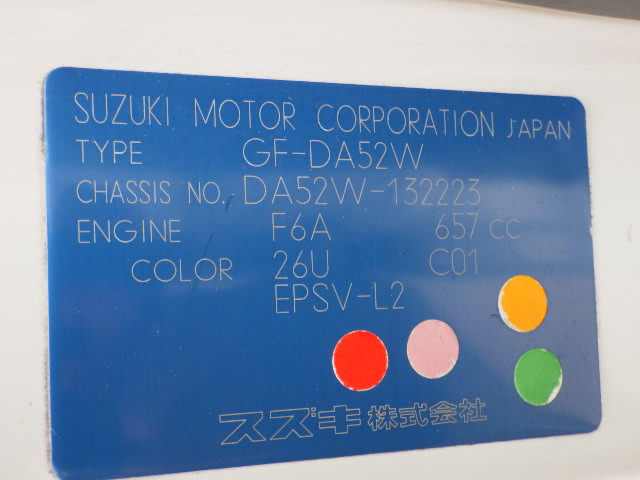 SUZUKI MOTOR CORPORATION JAPAN
TYPE GF-DA52W
CHASSIS NO. DA52W-132223
ENGINE F6A 657 CC
COLOR 26U C01
EPSV-L2
スズキ株式会社